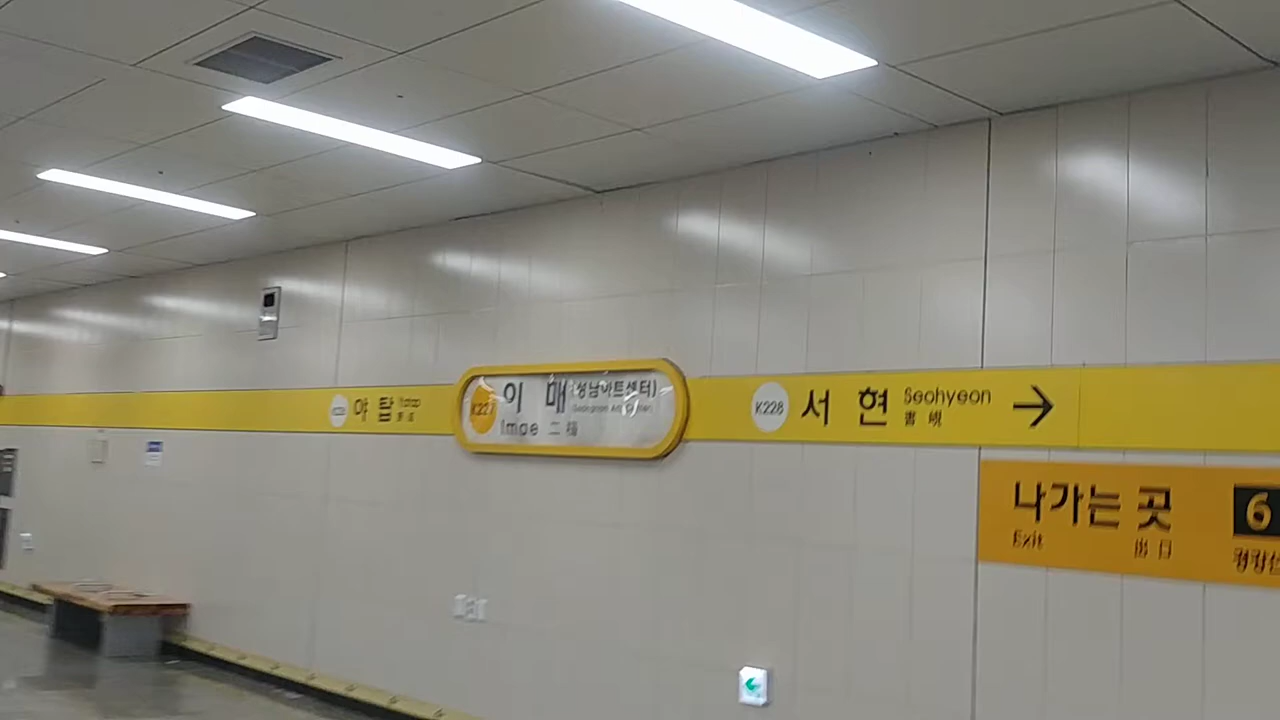 야 탑 Yatap
K227 이 매 (성남아트센터)
Imae 二 梅
K228 서 현 Seohyeon
書 峴
나가는 곳 6
Exit 出 口